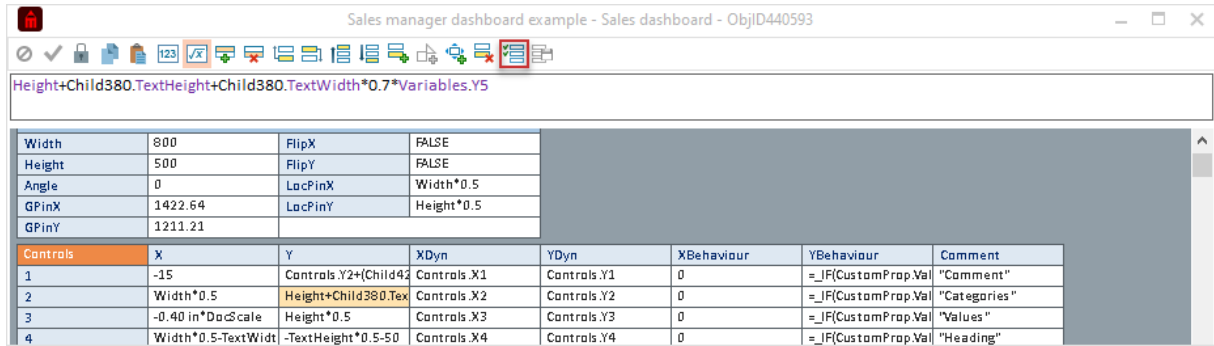 Sales manager dashboard example - Sales dashboard - ObjID440593
123 √x
Height+Child380.TextHeight+Child380.TextWidth*0.7*Variables.Y5
Width 800 FlipX FALSE
Height 500 FlipY FALSE
Angle 0 LocPinX Width*0.5
GPinX 1422.64 LocPinY Height*0.5
GPinY 1211.21
Controls X Y XDyn YDyn XBehaviour YBehaviour Comment
1 -15 Controls.Y2+(Child42 Controls.X1 Controls.Y1 0 =_IF(CustomProp.Val "Comment"
2 Width*0.5 Height+Child380.Tex Controls.X2 Controls.Y2 0 =_IF(CustomProp.Val "Categories"
3 -0.40 in*DocScale Height*0.5 Controls.X3 Controls.Y3 0 =_IF(CustomProp.Val "Values"
4 Width*0.5-TextWidt -TextHeight*0.5-50 Controls.X4 Controls.Y4 0 =_IF(CustomProp.Val "Heading"